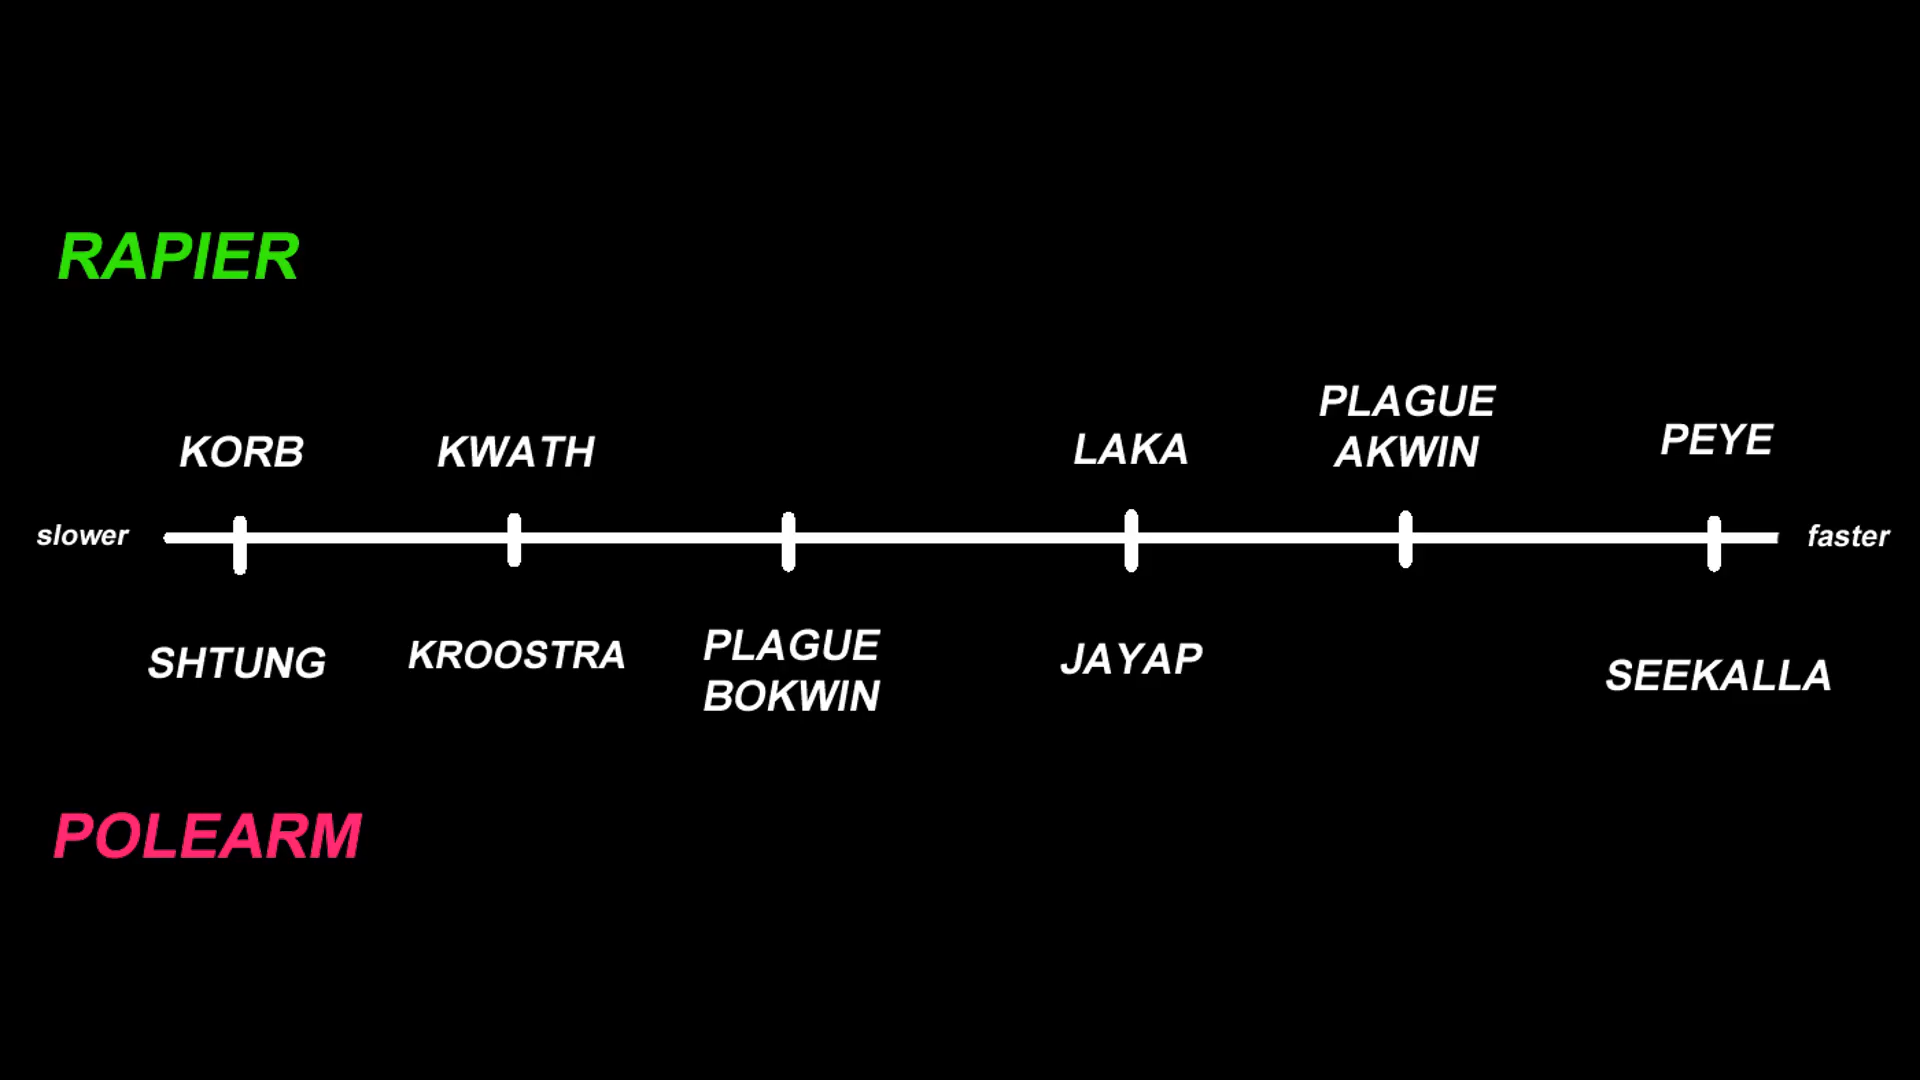 RAPIER
KORB
KWATH
LAKA
PLAGUE
AKWIN
PEYE
slower
faster
SHTUNG
KROOSTRA
PLAGUE
BOKWIN
JAYAP
SEEKALLA
POLEARM